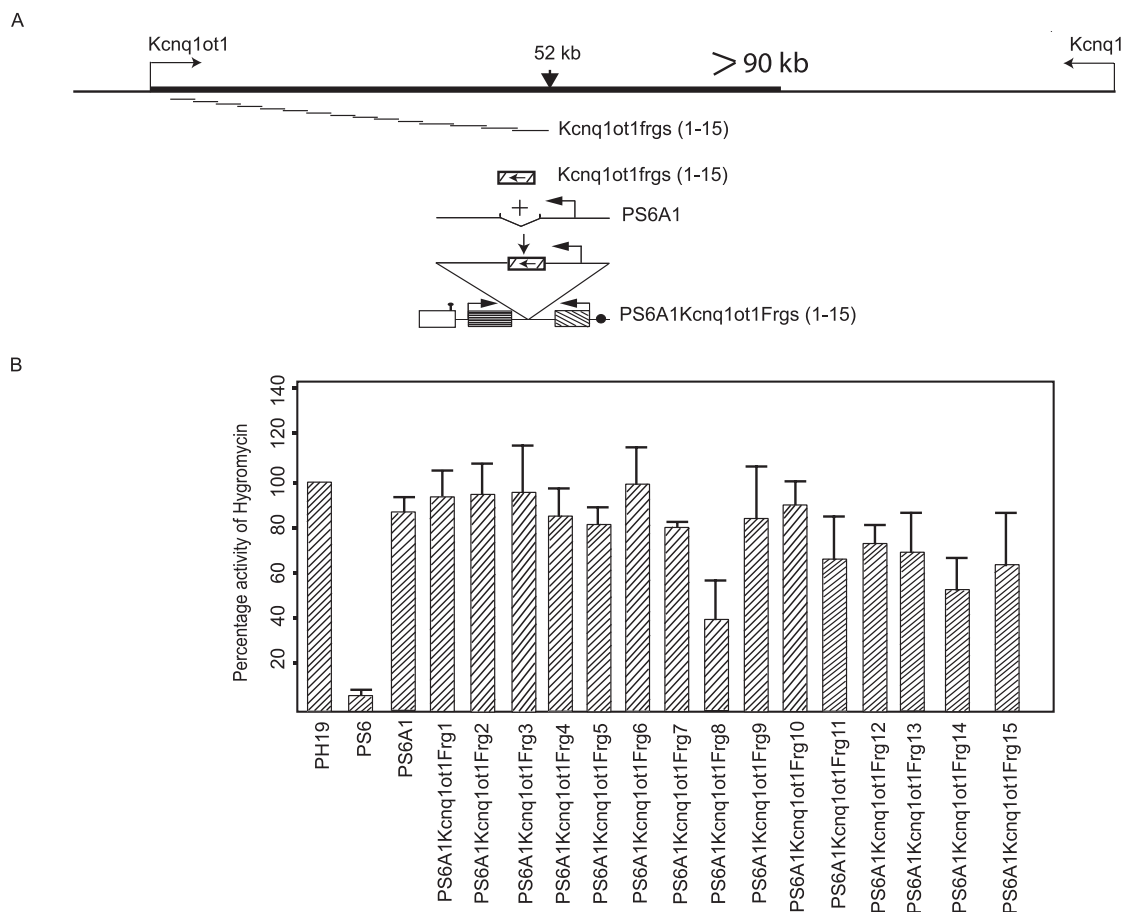 A
Kcnq1ot1
52 kb
> 90 kb
Kcnq1
Kcnq1ot1frgs (1-15)
Kcnq1ot1frgs (1-15)
+
PS6A1
PS6A1Kcnq1ot1Frgs (1-15)
B
Percentage activity of Hygromycin
140
120
100
80
60
40
20
PH19
PS6
PS6A1
PS6A1Kcnq1ot1Frg1
PS6A1Kcnq1ot1Frg2
PS6A1Kcnq1ot1Frg3
PS6A1Kcnq1ot1Frg4
PS6A1Kcnq1ot1Frg5
PS6A1Kcnq1ot1Frg6
PS6A1Kcnq1ot1Frg7
PS6A1Kcnq1ot1Frg8
PS6A1Kcnq1ot1Frg9
PS6A1Kcnq1ot1Frg10
PS6A1Kcnq1ot1Frg11
PS6A1Kcnq1ot1Frg12
PS6A1Kcnq1ot1Frg13
PS6A1Kcnq1ot1Frg14
PS6A1Kcnq1ot1Frg15